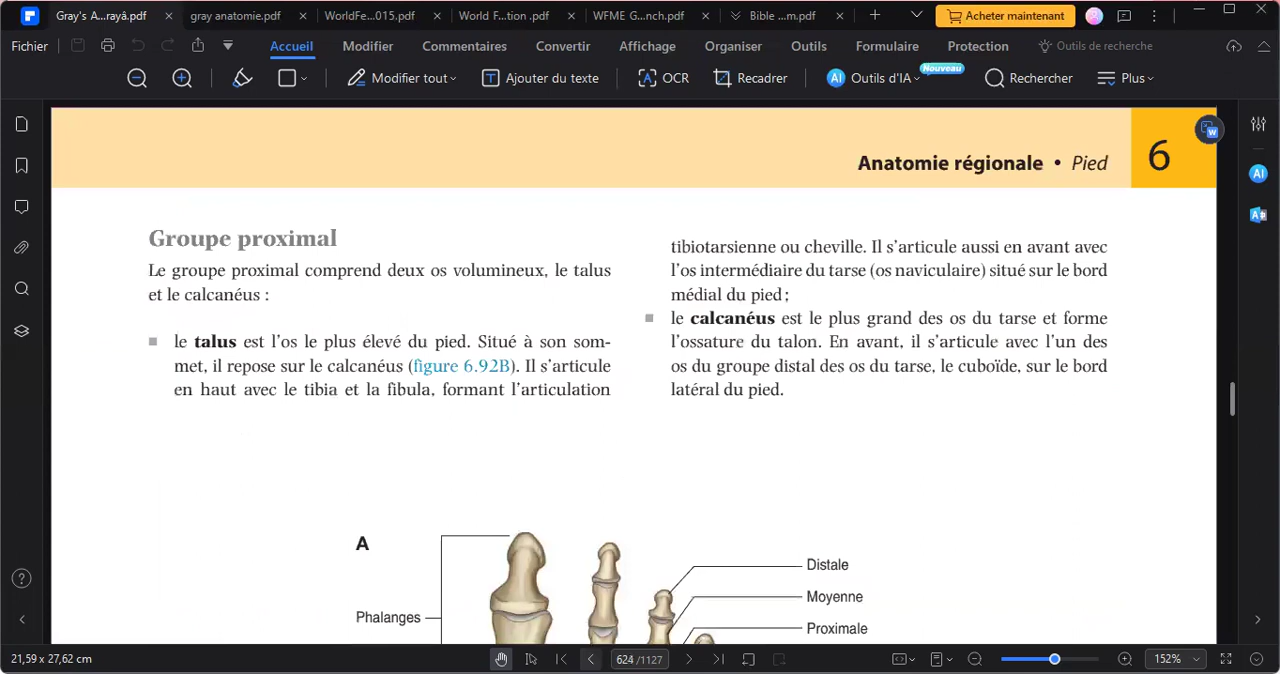 Gray's A...rayâ.pdf
gray anatomie.pdf
WorldFe...015.pdf
World F...tion .pdf
WFME G...nch.pdf
Bible ...m.pdf
Acheter maintenant
Fichier
Accueil
Modifier
Commentaires
Convertir
Affichage
Organiser
Outils
Formulaire
Protection
Outils de recherche
Modifier tout
Ajouter du texte
OCR
Recadrer
AI
Outils d'IA
Nouveau
Rechercher
Plus
Anatomie régionale • Pied
6
W
AI
Groupe proximal
Le groupe proximal comprend deux os volumineux, le talus
et le calcanéus :
le talus est l'os le plus élevé du pied. Situé à son som-
met, il repose sur le calcanéus (figure 6.92B). Il s'articule
en haut avec le tibia et la fibula, formant l'articulation
tibiotarsienne ou cheville. Il s'articule aussi en avant avec
l'os intermédiaire du tarse (os naviculaire) situé sur le bord
médial du pied ;
le calcanéus est le plus grand des os du tarse et forme
l'ossature du talon. En avant, il s'articule avec l'un des
os du groupe distal des os du tarse, le cuboïde, sur le bord
latéral du pied.
A
Phalanges
Distale
Moyenne
Proximale
21,59 x 27,62 cm
624 /1127
152%